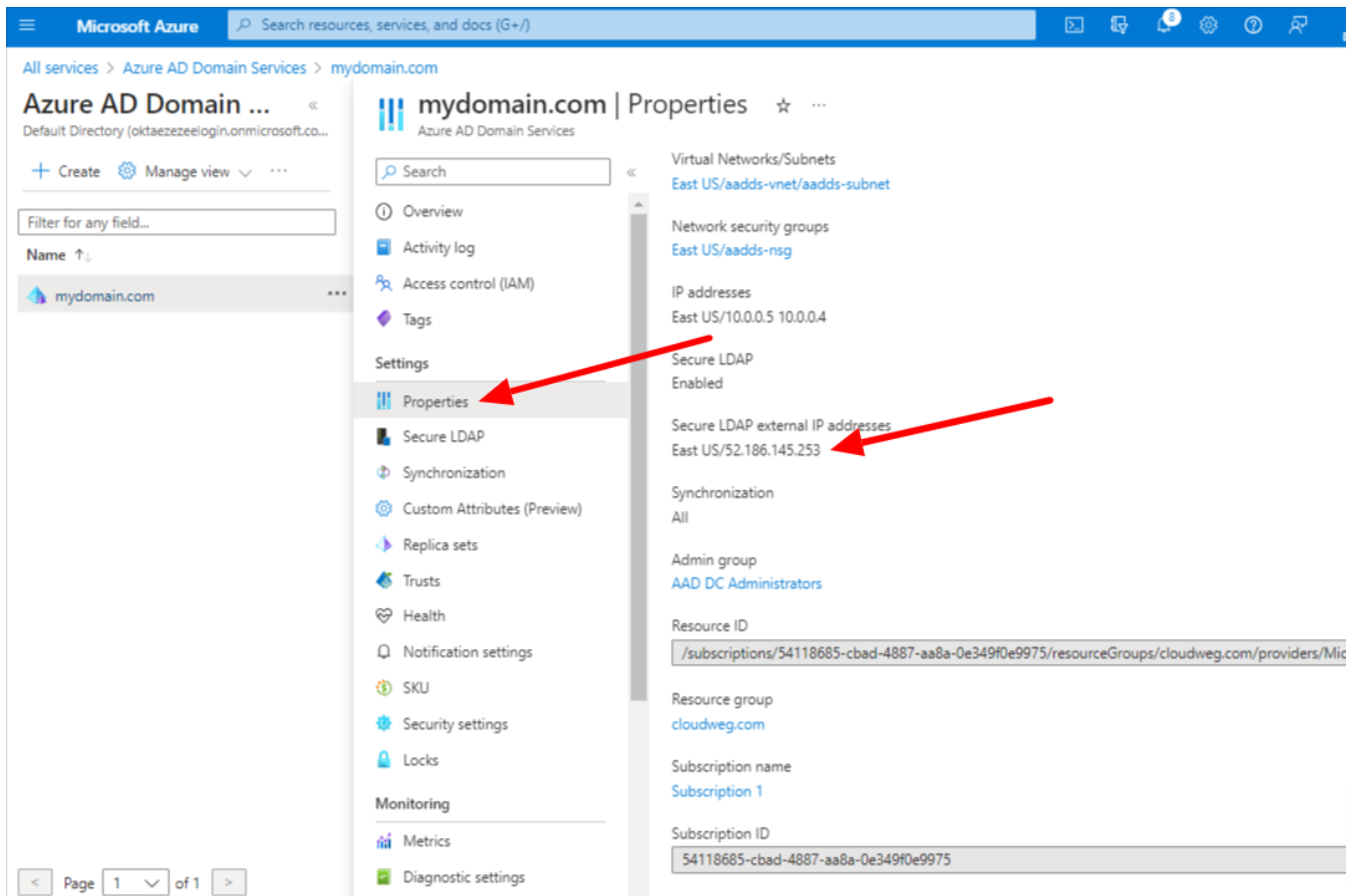 Microsoft Azure
Search resources, services, and docs (G+/)
8
All services > Azure AD Domain Services > mydomain.com
Azure AD Domain ...
Default Directory (oktaezezeelogin.onmicrosoft.co...
Create
Manage view
Filter for any field...
Name
mydomain.com
Page 1 of 1
mydomain.com | Properties
Azure AD Domain Services
Search
Overview
Activity log
Access control (IAM)
Tags
Settings
Properties
Secure LDAP
Synchronization
Custom Attributes (Preview)
Replica sets
Trusts
Health
Notification settings
SKU
Security settings
Locks
Monitoring
Metrics
Diagnostic settings
Virtual Networks/Subnets
East US/aadds-vnet/aadds-subnet
Network security groups
East US/aadds-nsg
IP addresses
East US/10.0.0.5 10.0.0.4
Secure LDAP
Enabled
Secure LDAP external IP addresses
East US/52.186.145.253
Synchronization
All
Admin group
AAD DC Administrators
Resource ID
/subscriptions/54118685-cbad-4887-aa8a-0e349f0e9975/resourceGroups/cloudweg.com/providers/Mic
Resource group
cloudweg.com
Subscription name
Subscription 1
Subscription ID
54118685-cbad-4887-aa8a-0e349f0e9975